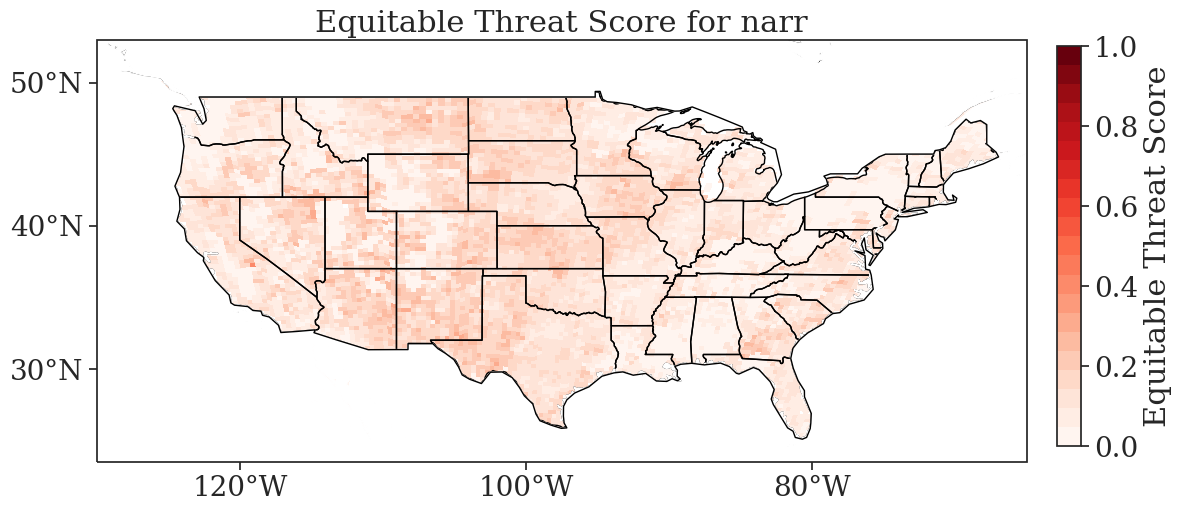 Equitable Threat Score for narr
50°N
40°N
30°N
120°W
100°W
80°W
1.0
0.8
0.6
0.4
0.2
0.0
Equitable Threat Score